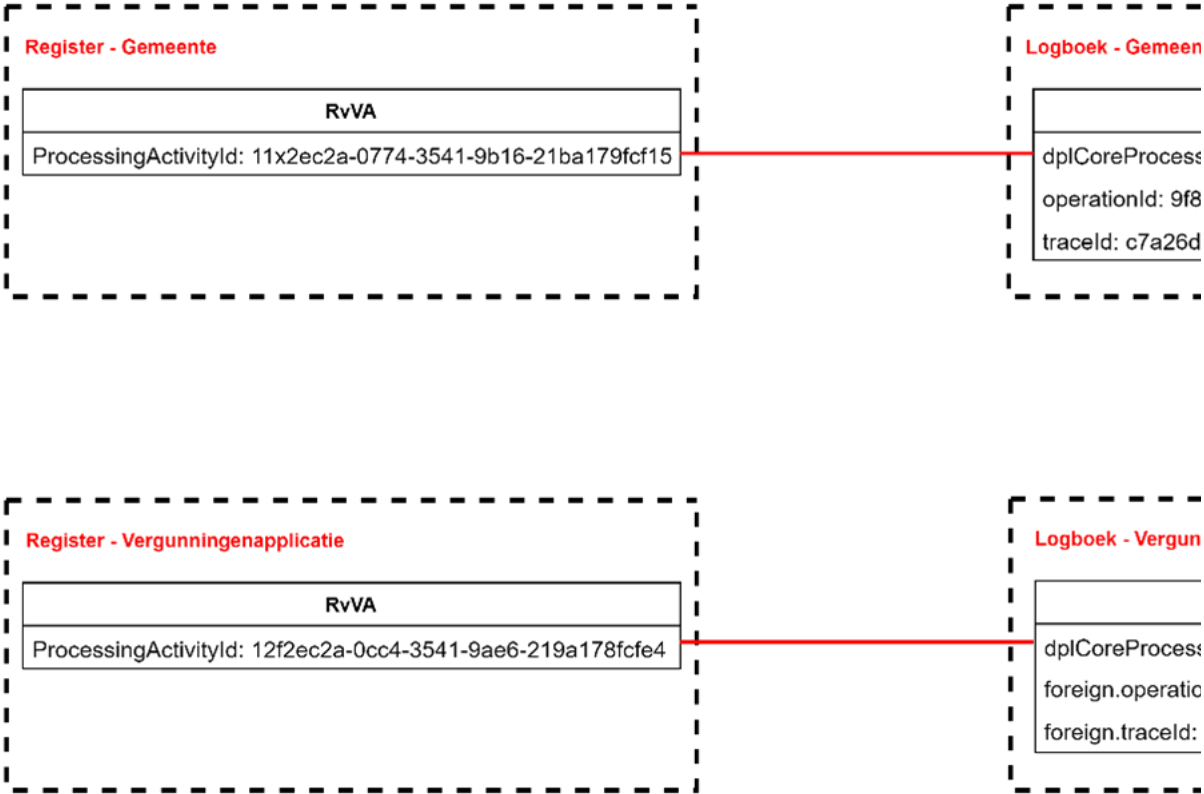 Register - Gemeente
RvVA
ProcessingActivityId: 11x2ec2a-0774-3541-9b16-21ba179fcf15
Logboek - Gemeen
dplCoreProcess
operationId: 9f8
traceId: c7a26d
Register - Vergunningenapplicatie
RvVA
ProcessingActivityId: 12f2ec2a-0cc4-3541-9ae6-219a178fcfe4
Logboek - Vergun
dplCoreProcess
foreign.operatio
foreign.traceId: